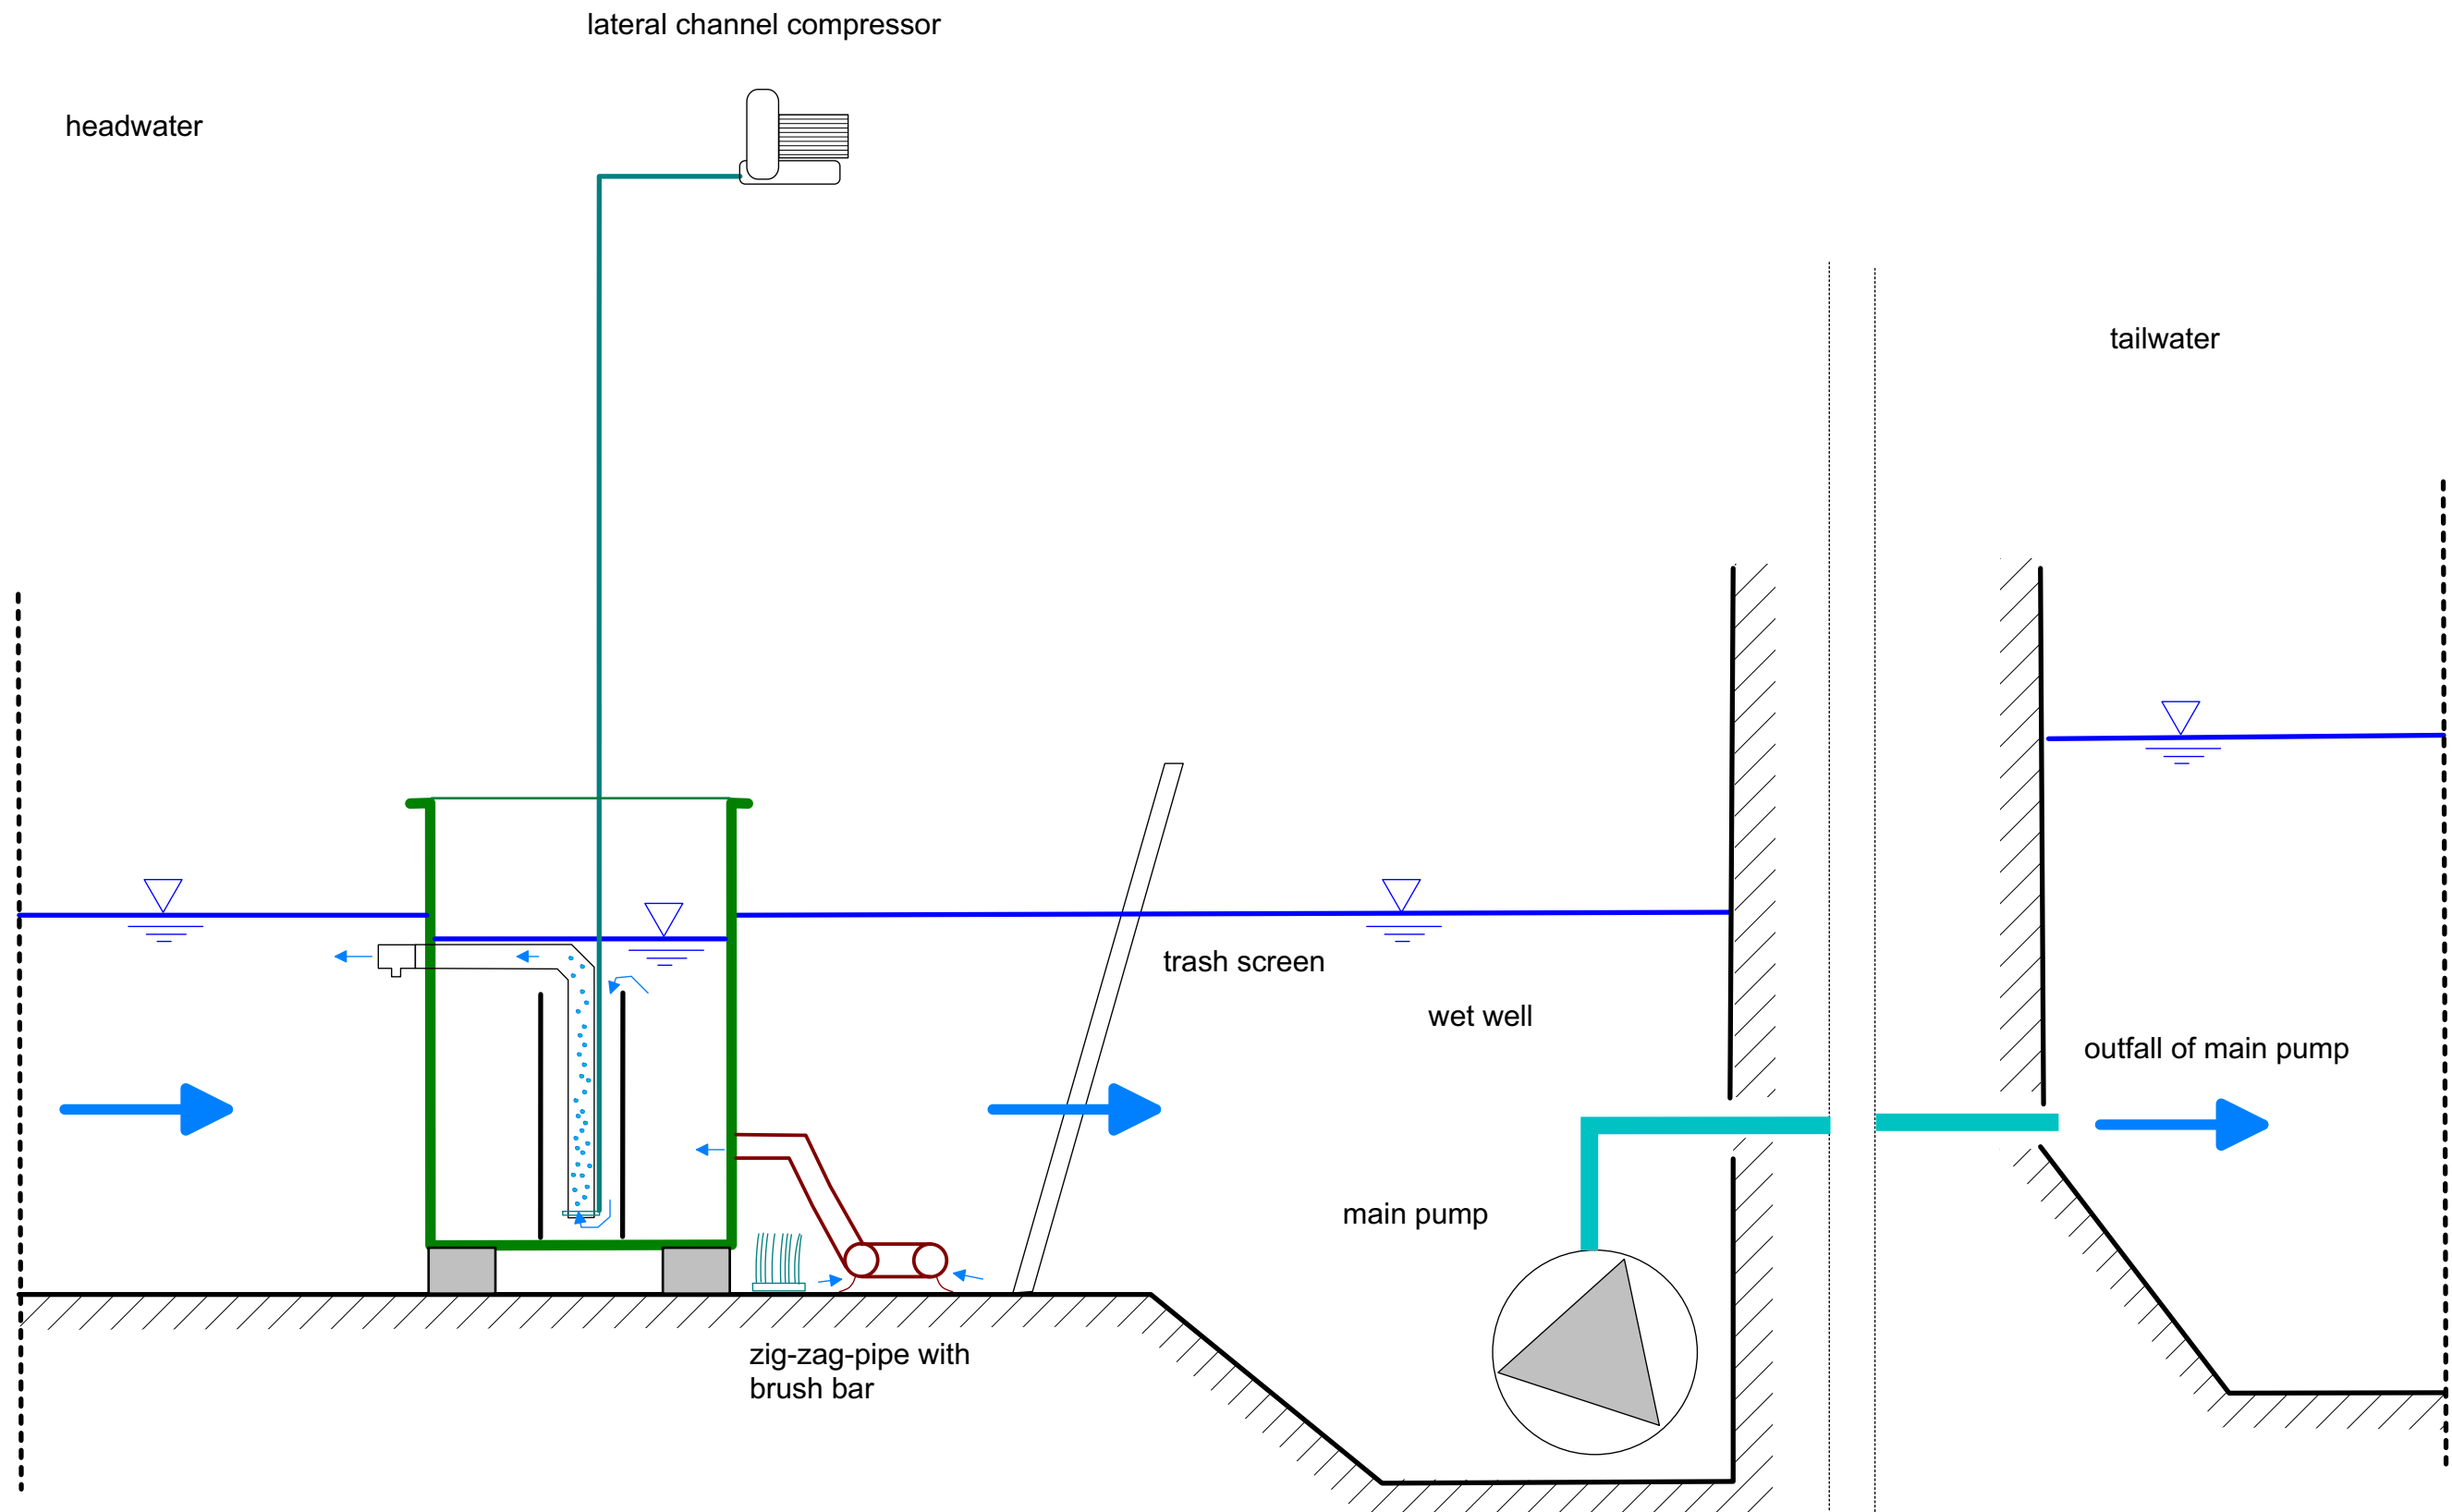 lateral channel compressor
headwater
tailwater
trash screen
wet well
outfall of main pump
main pump
zig-zag-pipe with
brush bar